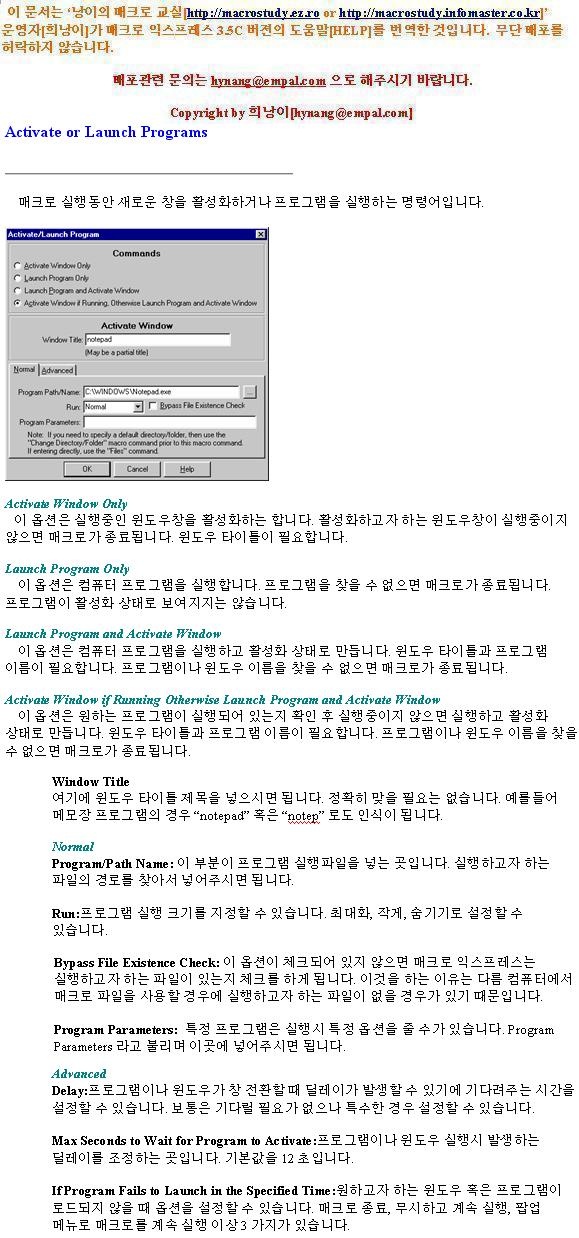 이 문서는 '낭이의 매크로 교실[http://macrostudy.ez.ro or http://macrostudy.infomaster.co.kr]'
운영자[희낭이]가 매크로 익스프레스 3.5C 버전의 도움말[HELP]를 번역한 것입니다. 무단 배포를
허락하지 않습니다.
배포관련 문의는 hynang@empal.com 으로 해주시기 바랍니다.
Copyright by 희낭이[hynang@empal.com]
Activate or Launch Programs
매크로 실행동안 새로운 창을 활성화하거나 프로그램을 실행하는 명령어입니다.
Activate/Launch Program
Commands
Activate Window Only
Launch Program Only
Launch Program and Activate Window
Activate Window if Running, Otherwise Launch Program and Activate Window
Activate Window
Window Title: notepad
(May be a partial title)
Normal Advanced
Program Path/Name: C:\WINDOWS\Notepad.exe ...
Run: Normal Bypass File Existence Check
Program Parameters:
Note: If you need to specify a default directory/folder, then use the
"Change Directory/Folder" macro command prior to this macro command.
If entering directly, use the "Files" command.
OK Cancel Help
Activate Window Only
이 옵션은 실행중인 윈도우창을 활성화하는 합니다. 활성화하고자 하는 윈도우창이 실행중이지
않으면 매크로가 종료됩니다. 윈도우 타이틀이 필요합니다.
Launch Program Only
이 옵션은 컴퓨터 프로그램을 실행합니다. 프로그램을 찾을 수 없으면 매크로가 종료됩니다.
프로그램이 활성화 상태로 보여지지는 않습니다.
Launch Program and Activate Window
이 옵션은 컴퓨터 프로그램을 실행하고 활성화 상태로 만듭니다. 윈도우 타이틀과 프로그램
이름이 필요합니다. 프로그램이나 윈도우 이름을 찾을 수 없으면 매크로가 종료됩니다.
Activate Window if Running Otherwise Launch Program and Activate Window
이 옵션은 원하는 프로그램이 실행되어 있는지 확인 후 실행중이지 않으면 실행하고 활성화
상태로 만듭니다. 윈도우 타이틀과 프로그램 이름이 필요합니다. 프로그램이나 윈도우 이름을 찾을
수 없으면 매크로가 종료됩니다.
Window Title
여기에 윈도우 타이틀 제목을 넣으시면 됩니다. 정확히 맞을 필요는 없습니다. 예를들어
메모장 프로그램의 경우 “notepad” 혹은 “notep” 로도 인식이 됩니다.
Normal
Program/Path Name: 이 부분이 프로그램 실행파일을 넣는 곳입니다. 실행하고자 하는
파일의 경로를 찾아서 넣어주시면 됩니다.
Run:프로그램 실행 크기를 지정할 수 있습니다. 최대화, 작게, 숨기기로 설정할 수
있습니다.
Bypass File Existence Check: 이 옵션이 체크되어 있지 않으면 매크로 익스프레스는
실행하고자 하는 파일이 있는지 체크를 하게 됩니다. 이것을 하는 이유는 다름 컴퓨터에서
매크로 파일을 사용할 경우에 실행하고자 하는 파일이 없을 경우가 있기 때문입니다.
Program Parameters: 특정 프로그램은 실행시 특정 옵션을 줄 수가 있습니다. Program
Parameters 라고 불리며 이곳에 넣어주시면 됩니다.
Advanced
Delay:프로그램이나 윈도우가 창 전환할 때 딜레이가 발생할 수 있기에 기다려주는 시간을
설정할 수 있습니다. 보통은 기다릴 필요가 없으나 특수한 경우 설정할 수 있습니다.
Max Seconds to Wait for Program to Activate:프로그램이나 윈도우 실행시 발생하는
딜레이를 조정하는 곳입니다. 기본값을 12 초입니다.
If Program Fails to Launch in the Specified Time:원하고자 하는 윈도우 혹은 프로그램이
로드되지 않을 때 옵션을 설정할 수 있습니다. 매크로 종료, 무시하고 계속 실행, 팝업
메뉴로 매크로를 계속 실행 이상 3 가지가 있습니다.